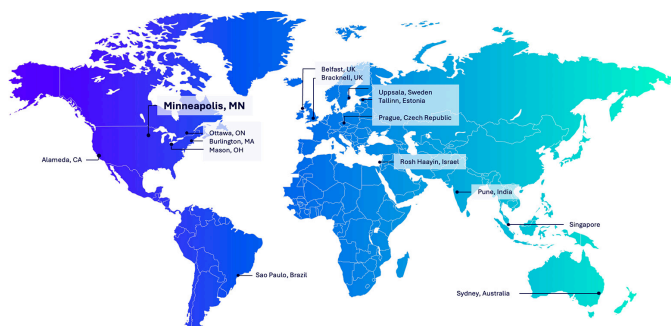 Belfast, UK
Bracknell, UK
Uppsala, Sweden
Tallinn, Estonia
Minneapolis, MN
Prague, Czech Republic
Ottawa, ON
Burlington, MA
Mason, OH
Alameda, CA
Rosh Haayin, Israel
Pune, India
Singapore
Sao Paulo, Brazil
Sydney, Australia